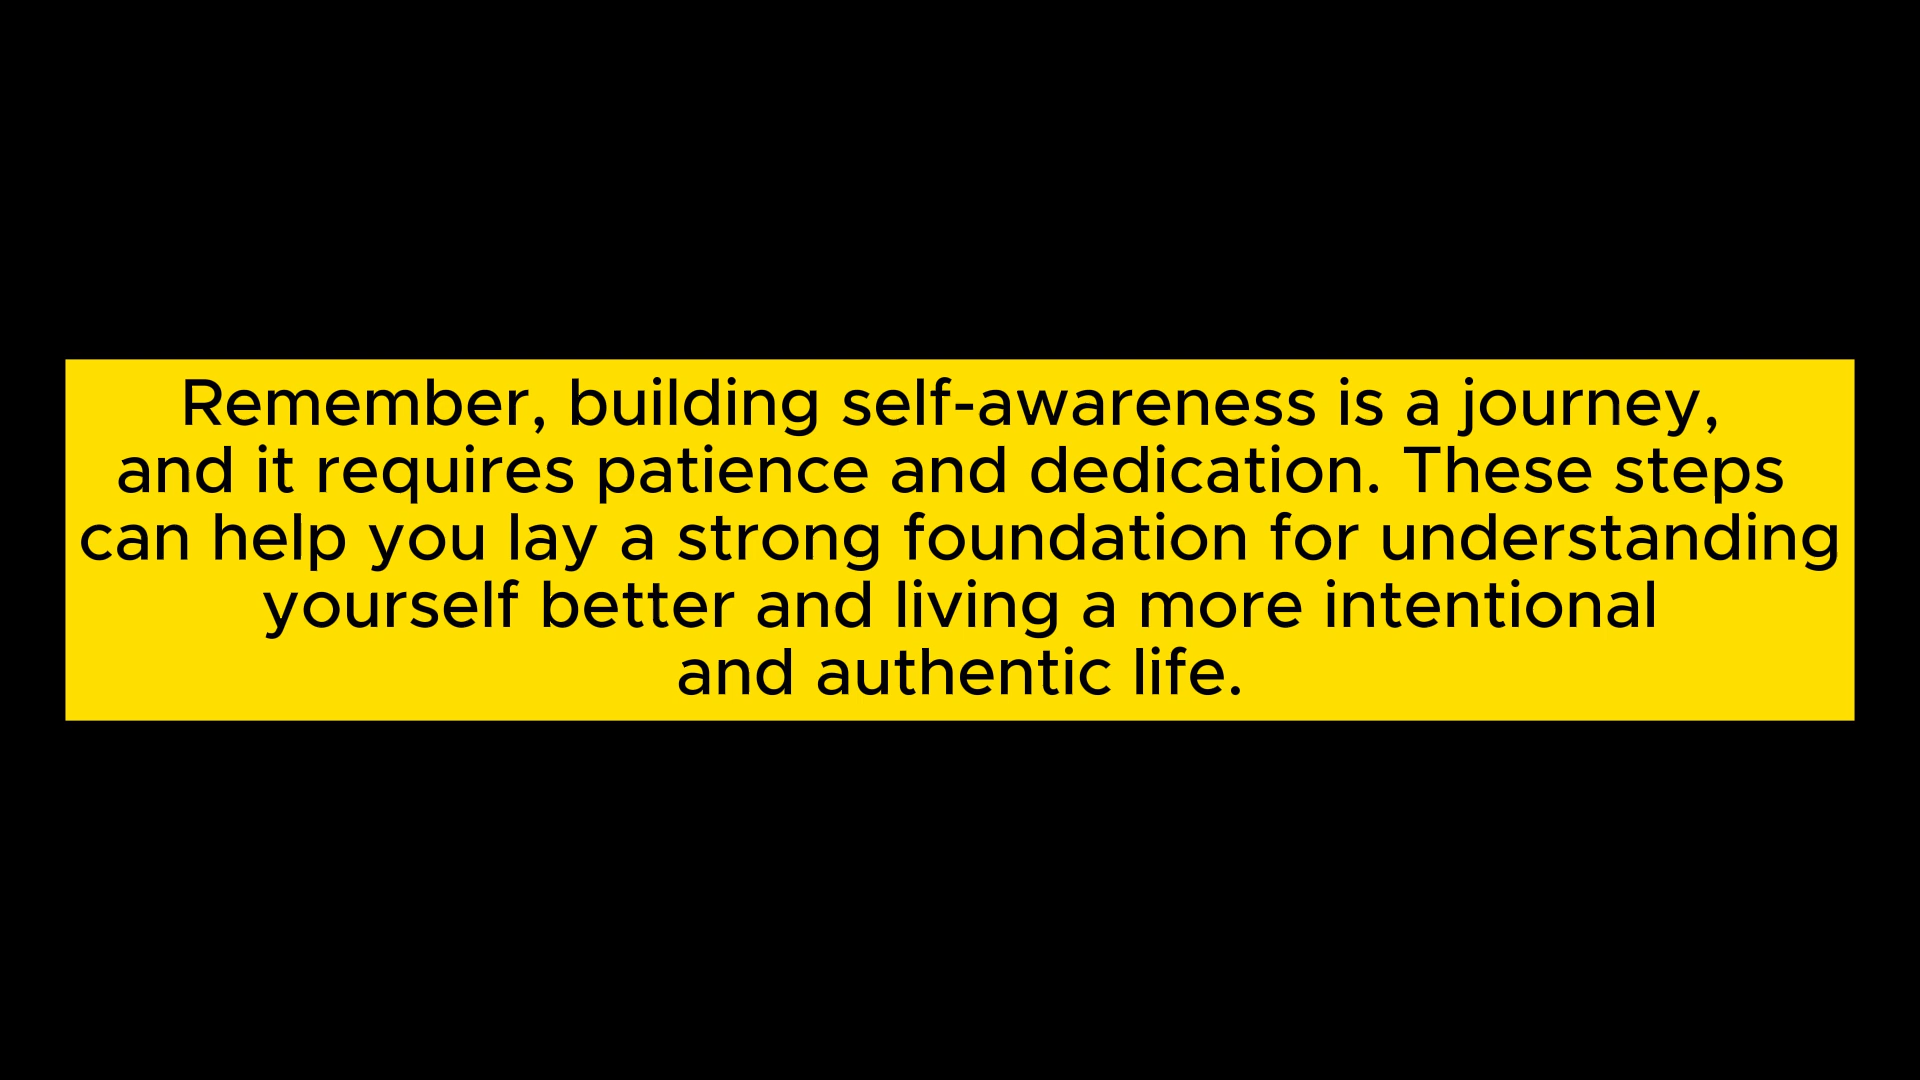 Remember, building self-awareness is a journey,
and it requires patience and dedication. These steps
can help you lay a strong foundation for understanding
yourself better and living a more intentional
and authentic life.